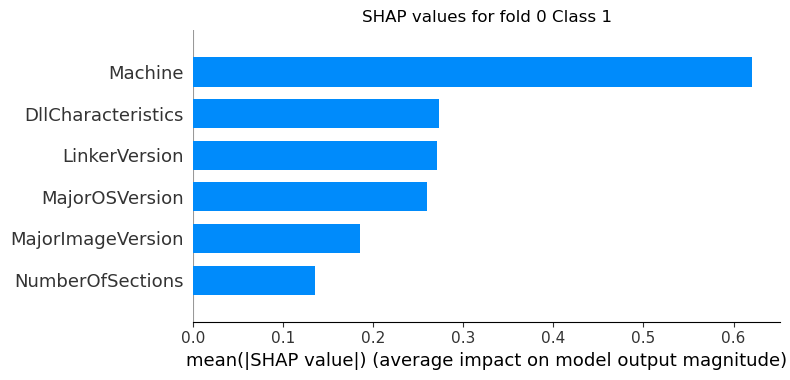 SHAP values for fold 0 Class 1
Machine
DllCharacteristics
LinkerVersion
MajorOSVersion
MajorImageVersion
NumberOfSections
0.0 0.1 0.2 0.3 0.4 0.5 0.6
mean(|SHAP value|) (average impact on model output magnitude)